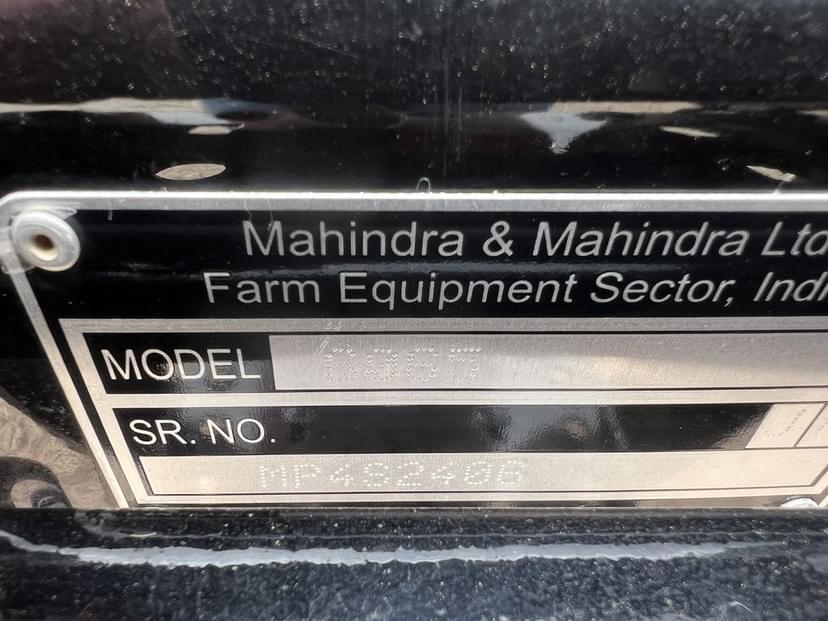 Mahindra & Mahindra Ltd
Farm Equipment Sector, Indi
MODEL
SR. NO.
MP482406